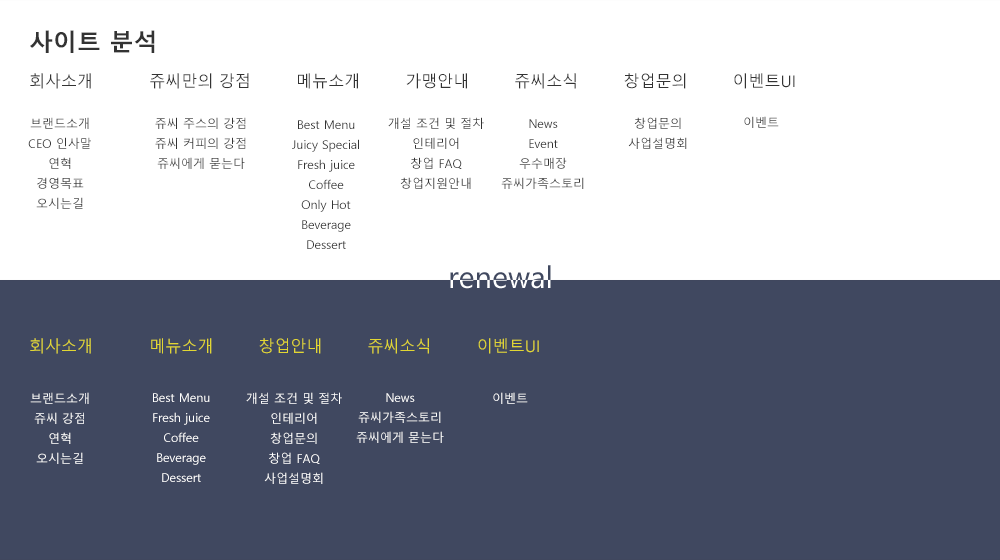 사이트 분석
회사소개
브랜드소개
CEO 인사말
연혁
경영목표
오시는길
쥬씨만의 강점
쥬씨 주스의 강점
쥬씨 커피의 강점
쥬씨에게 묻는다
메뉴소개
Best Menu
Juicy Special
Fresh juice
Coffee
Only Hot
Beverage
Dessert
가맹안내
개설 조건 및 절차
인테리어
창업 FAQ
창업지원안내
쥬씨소식
News
Event
우수매장
쥬씨가족스토리
창업문의
창업문의
사업설명회
이벤트UI
이벤트
renewal
회사소개
브랜드소개
쥬씨 강점
연혁
오시는길
메뉴소개
Best Menu
Fresh juice
Coffee
Beverage
Dessert
창업안내
개설 조건 및 절차
인테리어
창업문의
창업 FAQ
사업설명회
쥬씨소식
News
쥬씨가족스토리
쥬씨에게 묻는다
이벤트UI
이벤트